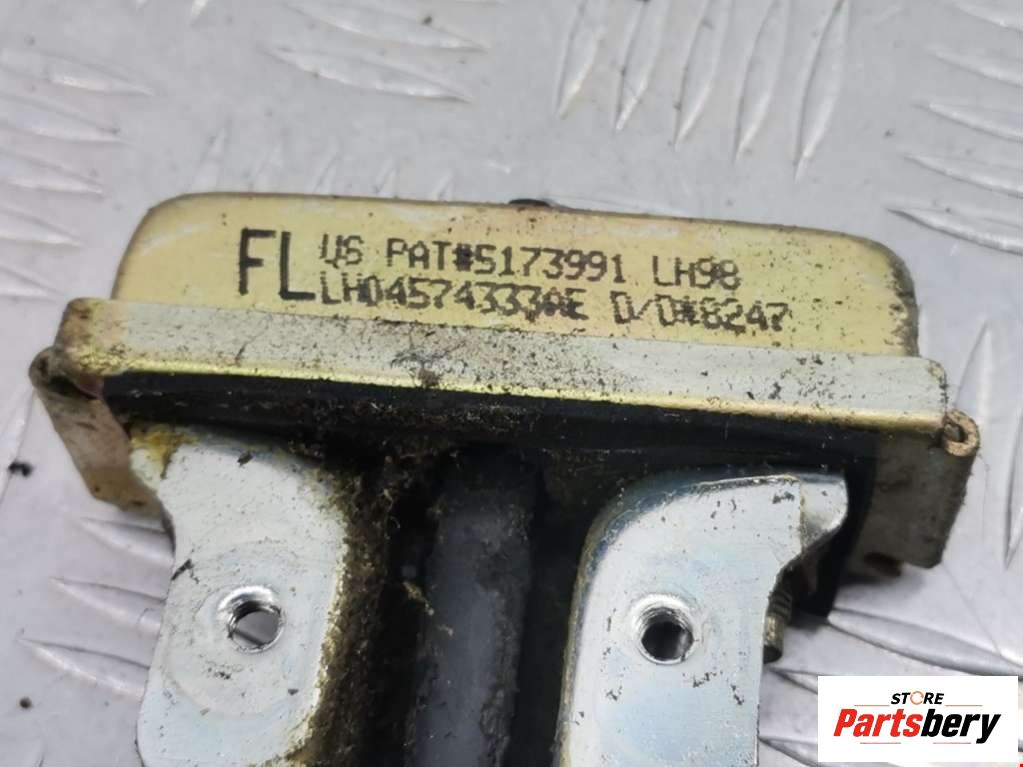 FL US PAT#5173991 LH98
LH04574333AE D/D#8247
STORE
Partsbery